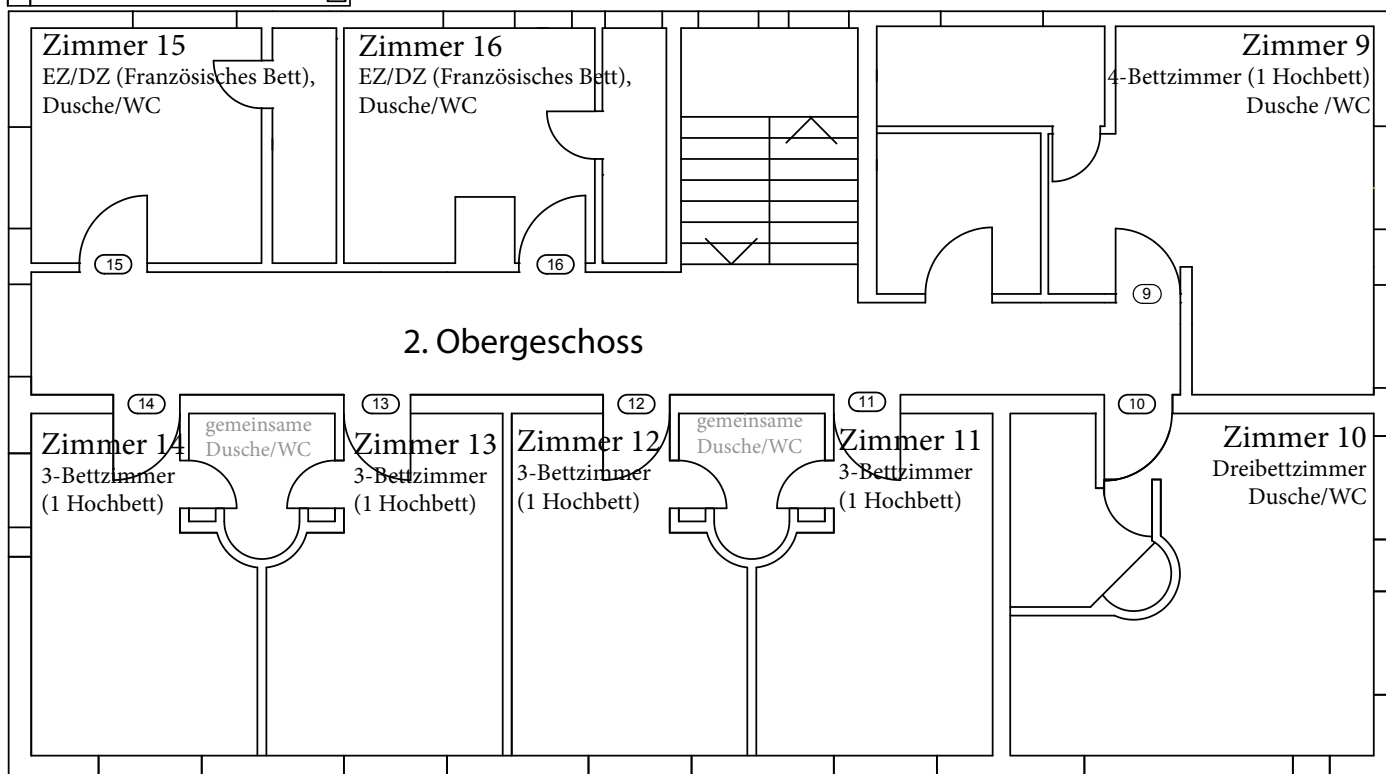 Zimmer 15
EZ/DZ (Französisches Bett),
Dusche/WC
Zimmer 16
EZ/DZ (Französisches Bett),
Dusche/WC
Zimmer 9
4-Bettzimmer (1 Hochbett)
Dusche /WC
15
16
9
2. Obergeschoss
14
13
12
11
10
Zimmer 14
3-Bettzimmer
(1 Hochbett)
gemeinsame
Dusche/WC
Zimmer 13
3-Bettzimmer
(1 Hochbett)
Zimmer 12
3-Bettzimmer
(1 Hochbett)
gemeinsame
Dusche/WC
Zimmer 11
3-Bettzimmer
(1 Hochbett)
Zimmer 10
Dreibettzimmer
Dusche/WC